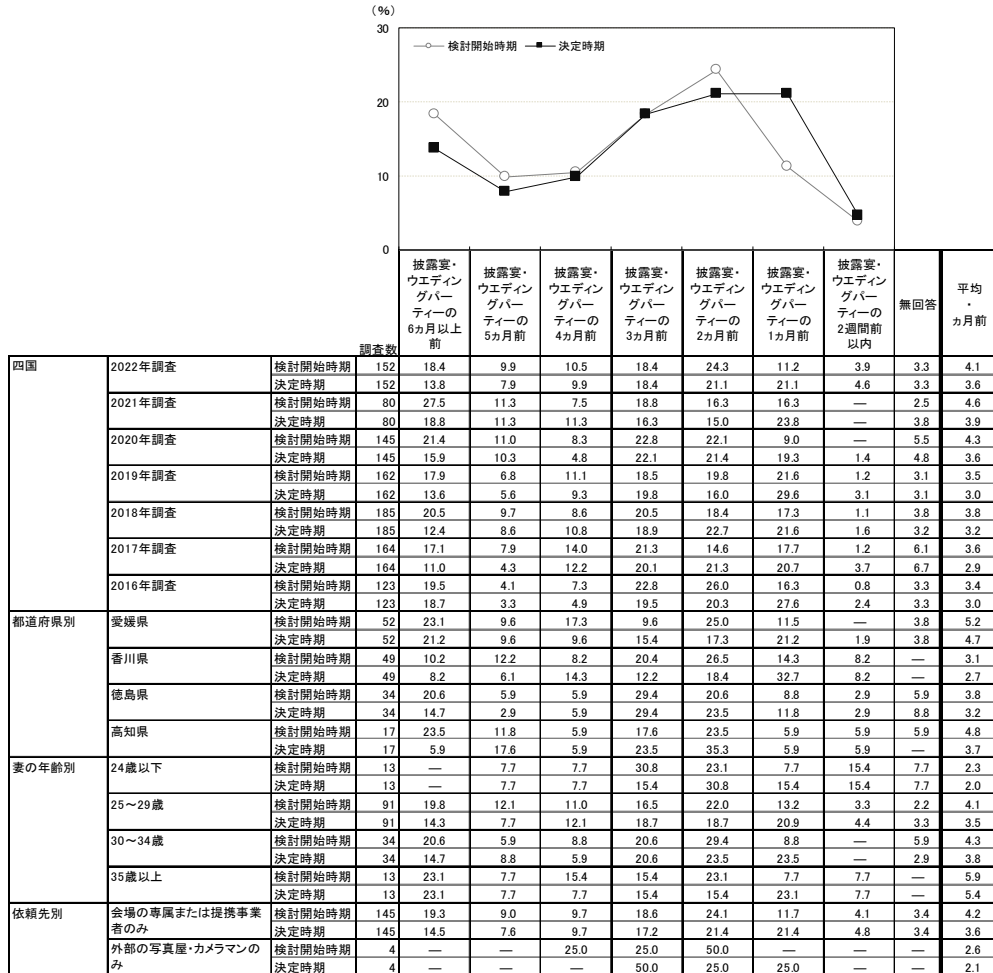 （%）
30
検討開始時期 決定時期
20
10
0
調査数
披露宴・
ウエディン
グパー
ティーの
6ヵ月以上
前
披露宴・
ウエディン
グパー
ティーの
5ヵ月前
披露宴・
ウエディン
グパー
ティーの
4ヵ月前
披露宴・
ウエディン
グパー
ティーの
3ヵ月前
披露宴・
ウエディン
グパー
ティーの
2ヵ月前
披露宴・
ウエディン
グパー
ティーの
1ヵ月前
披露宴・
ウエディン
グパー
ティーの
2週間前
以内
無回答
平均
・
ヵ月前
四国 2022年調査 検討開始時期 152 18.4 9.9 10.5 18.4 24.3 11.2 3.9 3.3 4.1
決定時期 152 13.8 7.9 9.9 18.4 21.1 21.1 4.6 3.3 3.6
2021年調査 検討開始時期 80 27.5 11.3 7.5 18.8 16.3 16.3 — 2.5 4.6
決定時期 80 18.8 11.3 11.3 16.3 15.0 23.8 — 3.8 3.9
2020年調査 検討開始時期 145 21.4 11.0 8.3 22.8 22.1 9.0 — 5.5 4.3
決定時期 145 15.9 10.3 4.8 22.1 21.4 19.3 1.4 4.8 3.6
2019年調査 検討開始時期 162 17.9 6.8 11.1 18.5 19.8 21.6 1.2 3.1 3.5
決定時期 162 13.6 5.6 9.3 19.8 16.0 29.6 3.1 3.1 3.0
2018年調査 検討開始時期 185 20.5 9.7 8.6 20.5 18.4 17.3 1.1 3.8 3.8
決定時期 185 12.4 8.6 10.8 18.9 22.7 21.6 1.6 3.2 3.2
2017年調査 検討開始時期 164 17.1 7.9 14.0 21.3 14.6 17.7 1.2 6.1 3.6
決定時期 164 11.0 4.3 12.2 20.1 21.3 20.7 3.7 6.7 2.9
2016年調査 検討開始時期 123 19.5 4.1 7.3 22.8 26.0 16.3 0.8 3.3 3.4
決定時期 123 18.7 3.3 4.9 19.5 20.3 27.6 2.4 3.3 3.0
都道府県別 愛媛県 検討開始時期 52 23.1 9.6 17.3 9.6 25.0 11.5 — 3.8 5.2
決定時期 52 21.2 9.6 9.6 15.4 17.3 21.2 1.9 3.8 4.7
香川県 検討開始時期 49 10.2 12.2 8.2 20.4 26.5 14.3 8.2 — 3.1
決定時期 49 8.2 6.1 14.3 12.2 18.4 32.7 8.2 — 2.7
徳島県 検討開始時期 34 20.6 5.9 5.9 29.4 20.6 8.8 2.9 5.9 3.8
決定時期 34 14.7 2.9 5.9 29.4 23.5 11.8 2.9 8.8 3.2
高知県 検討開始時期 17 23.5 11.8 5.9 17.6 23.5 5.9 5.9 5.9 4.8
決定時期 17 5.9 17.6 5.9 23.5 35.3 5.9 5.9 — 3.7
妻の年齢別 24歳以下 検討開始時期 13 — 7.7 7.7 30.8 23.1 7.7 15.4 7.7 2.3
決定時期 13 — 7.7 7.7 15.4 30.8 15.4 15.4 7.7 2.0
25～29歳 検討開始時期 91 19.8 12.1 11.0 16.5 22.0 13.2 3.3 2.2 4.1
決定時期 91 14.3 7.7 12.1 18.7 18.7 20.9 4.4 3.3 3.5
30～34歳 検討開始時期 34 20.6 5.9 8.8 20.6 29.4 8.8 — 5.9 4.3
決定時期 34 14.7 8.8 5.9 20.6 23.5 23.5 — 2.9 3.8
35歳以上 検討開始時期 13 23.1 7.7 15.4 15.4 23.1 7.7 7.7 — 5.9
決定時期 13 23.1 7.7 7.7 15.4 15.4 23.1 7.7 — 5.4
依頼先別 会場の専属または提携事業 検討開始時期 145 19.3 9.0 9.7 18.6 24.1 11.7 4.1 3.4 4.2
者のみ 決定時期 145 14.5 7.6 9.7 17.2 21.4 21.4 4.8 3.4 3.6
外部の写真屋・カメラマンの 検討開始時期 4 — — 25.0 25.0 50.0 — — — 2.6
み 決定時期 4 — — — 50.0 25.0 25.0 — — 2.1